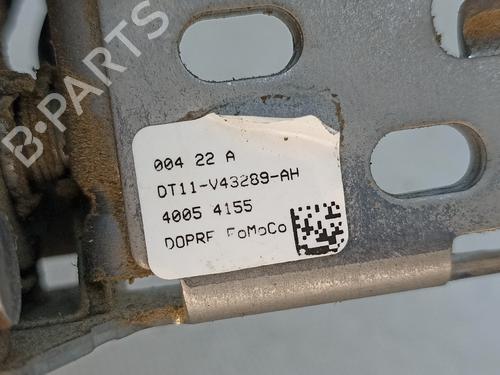 B-PARTS
004 22 A
DT11-V43289-AH
4005 4155
DOPRF FoMoCo